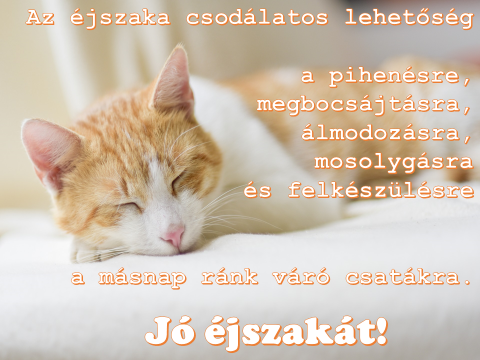 Az éjszaka csodálatos lehetőség
a pihenésre,
megbocsájtásra,
álmodozásra,
mosolygásra
és felkészülésre
a másnap ránk váró csatákra.
Jó éjszakát!